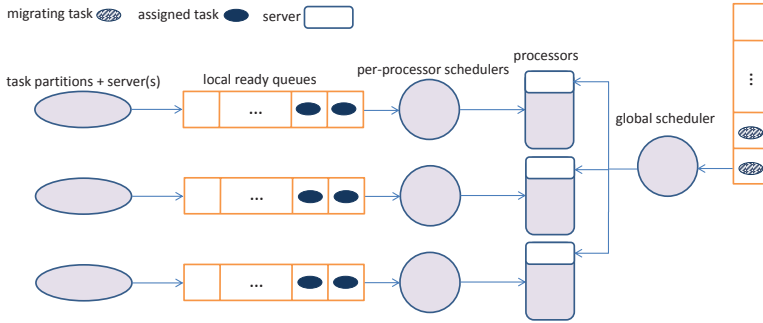 migrating task assigned task server
processors
local ready queues per-processor schedulers
task partitions + server(s)
global scheduler
...
...
...
...